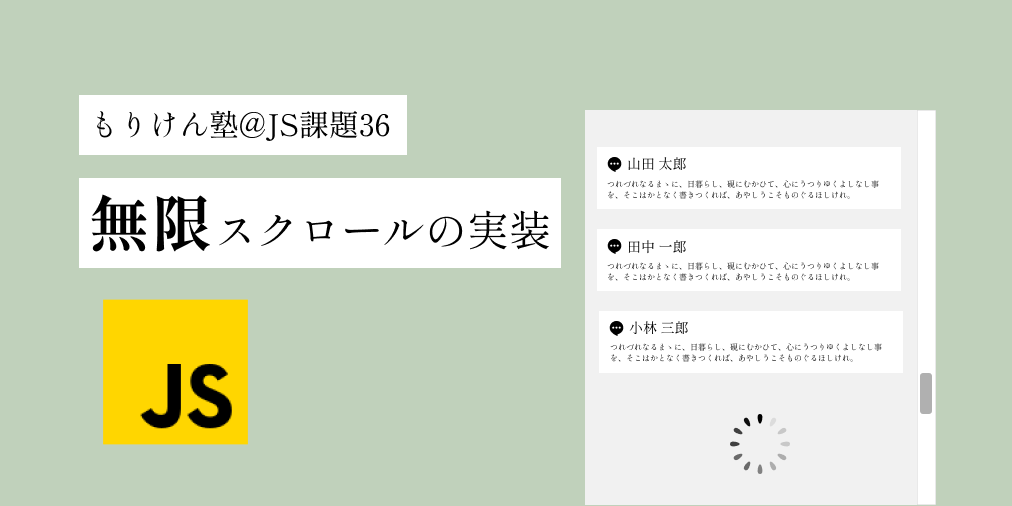 もりけん塾@JS課題36
無限スクロールの実装
JS
山田 太郎
つれづれなるまゝに、日暮らし、硯にむかひて、心にうつりゆくよしなし事
を、そこはかとなく書きつくれば、あやしうこそものぐるほしけれ。
田中 一郎
つれづれなるまゝに、日暮らし、硯にむかひて、心にうつりゆくよしなし事
を、そこはかとなく書きつくれば、あやしうこそものぐるほしけれ。
小林 三郎
つれづれなるまゝに、日暮らし、硯にむかひて、心にうつりゆくよしなし事
を、そこはかとなく書きつくれば、あやしうこそものぐるほしけれ。